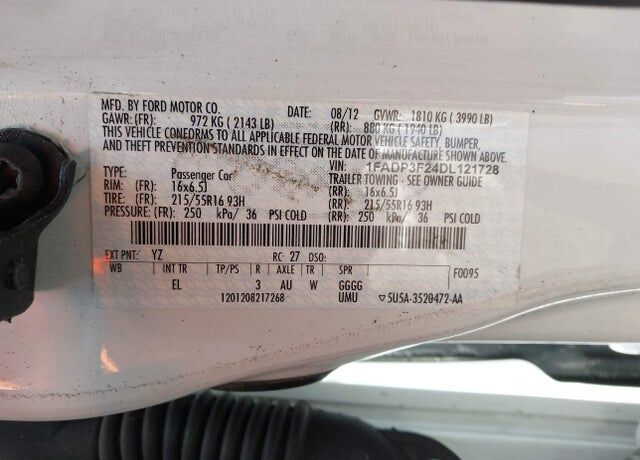 MFD. BY FORD MOTOR CO. DATE: 08/12 GVWR: 1810 KG ( 3990 LB)
GAWR: (FR): 972 KG ( 2143 LB) (RR): 880 KG ( 1940 LB)
THIS VEHICLE CONFORMS TO ALL APPLICABLE FEDERAL MOTOR VEHICLE SAFETY, BUMPER,
AND THEFT PREVENTION STANDARDS IN EFFECT ON THE DATE OF MANUFACTURE SHOWN ABOVE
VIN: 1FADP3F24DL121728
TYPE: Passenger Car TRAILER TOWING - SEE OWNER GUIDE
RIM: (FR) 16x6.5J (RR): 16x6.5J
TIRE: (FR) 215/55R16 93H (RR): 215/55R16 93H
PRESSURE: (FR) 250 kPa/ 36 PSI COLD (RR): 250 kPa/ 36 PSI COLD
EXT PNT: YZ RC: 27 DSO: F0095
WB INT TR TP/PS R AXLE TR SPR
EL 3 AU W GGGG
1201208217268 UMU ▽5U5A-3520472-AA